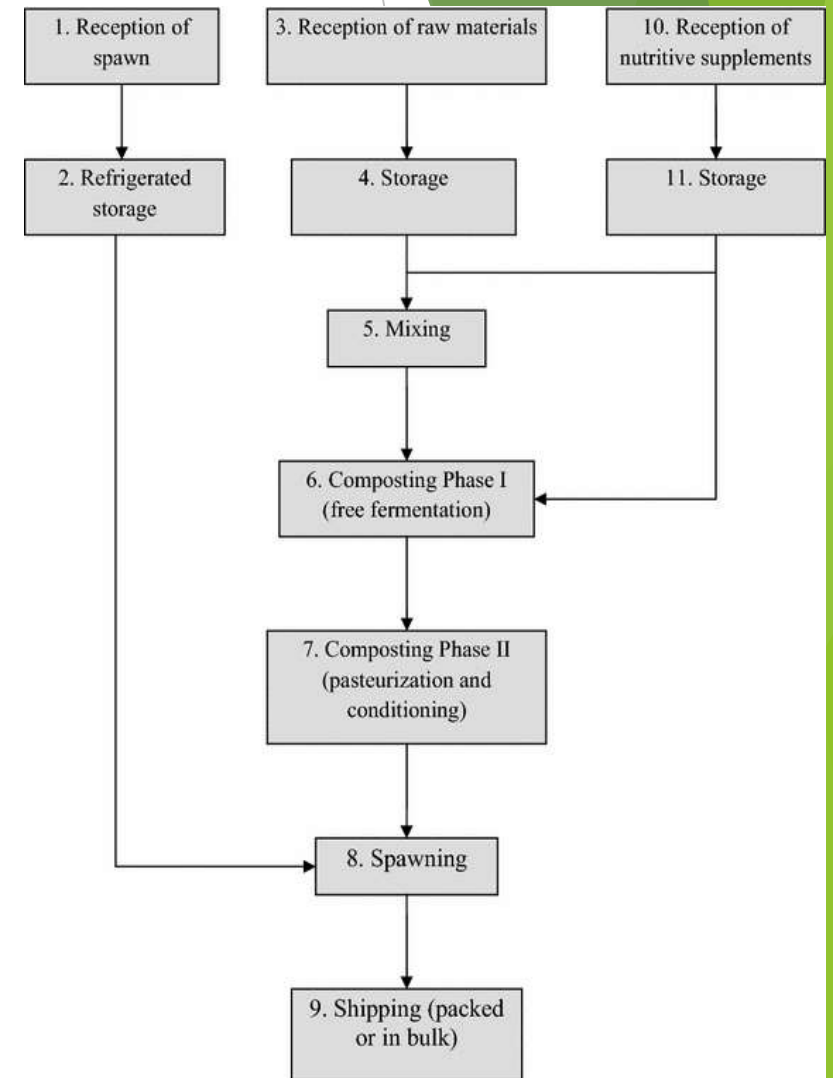 1. Reception of
spawn
3. Reception of raw materials
10. Reception of
nutritive supplements
2. Refrigerated
storage
4. Storage
11. Storage
5. Mixing
6. Composting Phase I
(free fermentation)
7. Composting Phase II
(pasteurization and
conditioning)
8. Spawning
9. Shipping (packed
or in bulk)